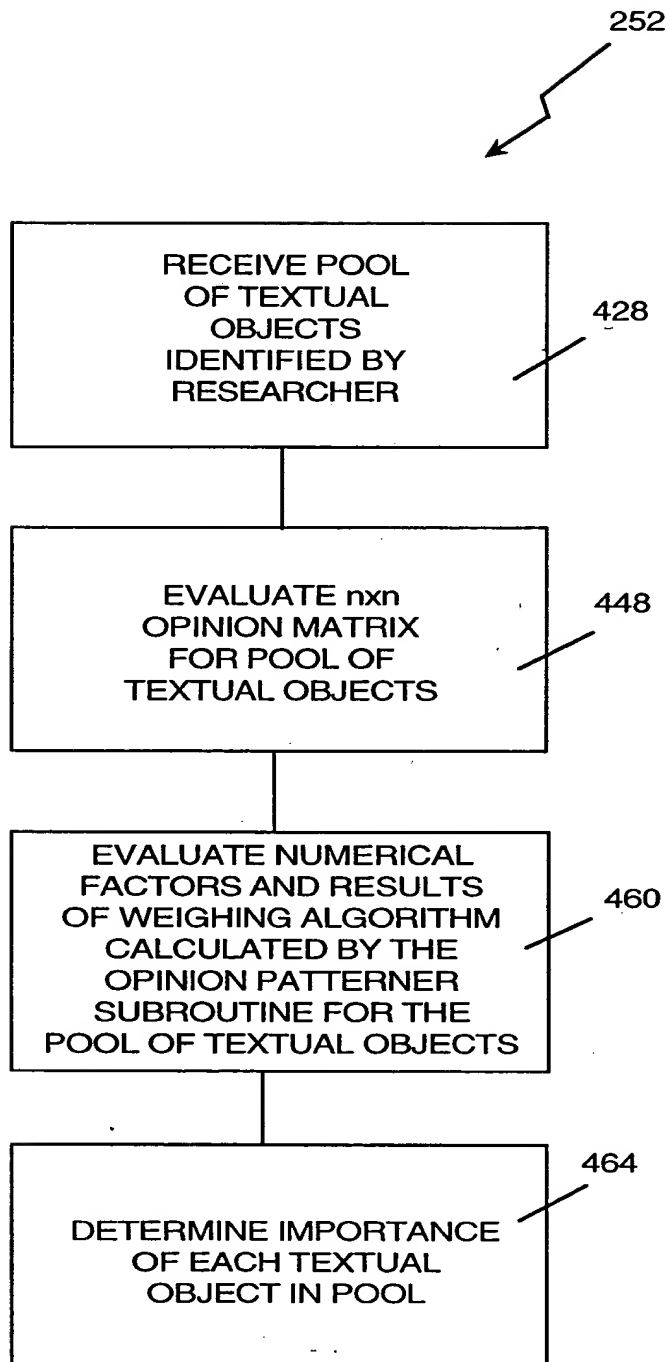 252
RECEIVE POOL
OF TEXTUAL
OBJECTS
IDENTIFIED BY
RESEARCHER
428
EVALUATE nxn
OPINION MATRIX
FOR POOL OF
TEXTUAL OBJECTS
448
EVALUATE NUMERICAL
FACTORS AND RESULTS
OF WEIGHING ALGORITHM
CALCULATED BY THE
OPINION PATTERNER
SUBROUTINE FOR THE
POOL OF TEXTUAL OBJECTS
460
DETERMINE IMPORTANCE
OF EACH TEXTUAL
OBJECT IN POOL
464